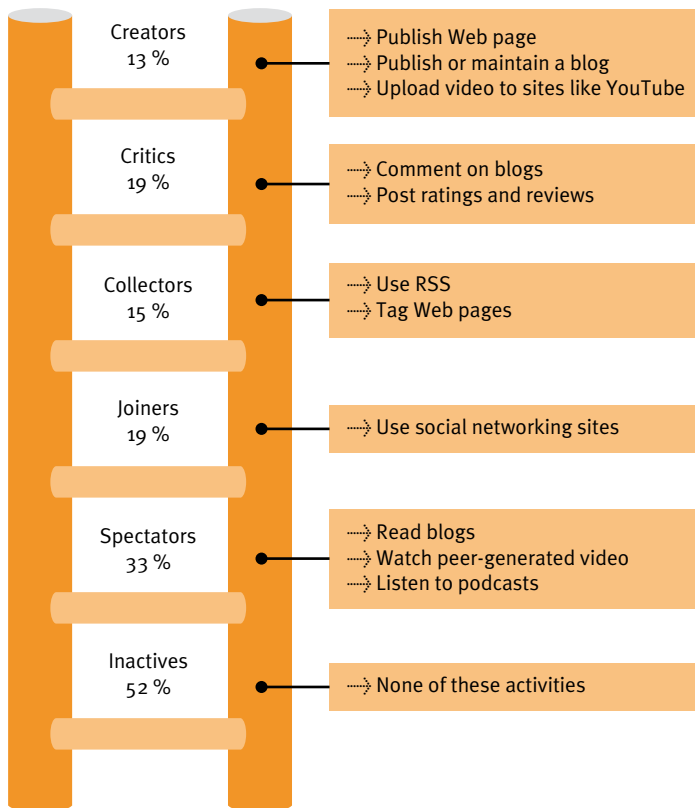 Creators
13 %
⇢ Publish Web page
⇢ Publish or maintain a blog
⇢ Upload video to sites like YouTube
Critics
19 %
⇢ Comment on blogs
⇢ Post ratings and reviews
Collectors
15 %
⇢ Use RSS
⇢ Tag Web pages
Joiners
19 %
⇢ Use social networking sites
Spectators
33 %
⇢ Read blogs
⇢ Watch peer-generated video
⇢ Listen to podcasts
Inactives
52 %
⇢ None of these activities